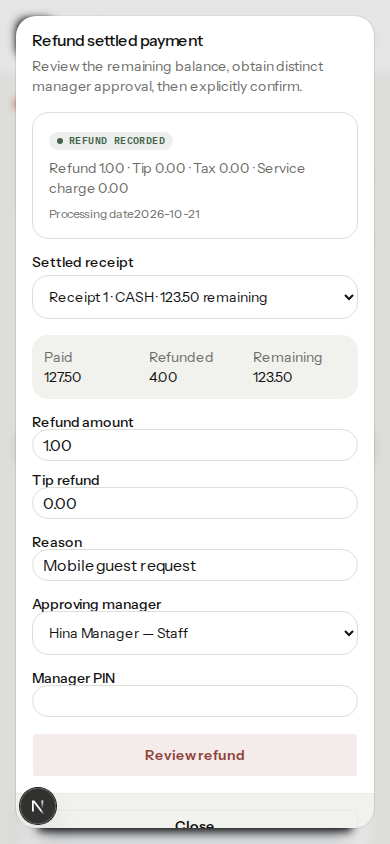 Refund settled payment
Review the remaining balance, obtain distinct
manager approval, then explicitly confirm.
REFUND RECORDED
Refund 1.00 · Tip 0.00 · Tax 0.00 · Service
charge 0.00
Processing date 2026-10-21
Settled receipt
Receipt 1 · CASH · 123.50 remaining
Paid Refunded Remaining
127.50 4.00 123.50
Refund amount
1.00
Tip refund
0.00
Reason
Mobile guest request
Approving manager
Hina Manager — Staff
Manager PIN
Review refund
N
Close